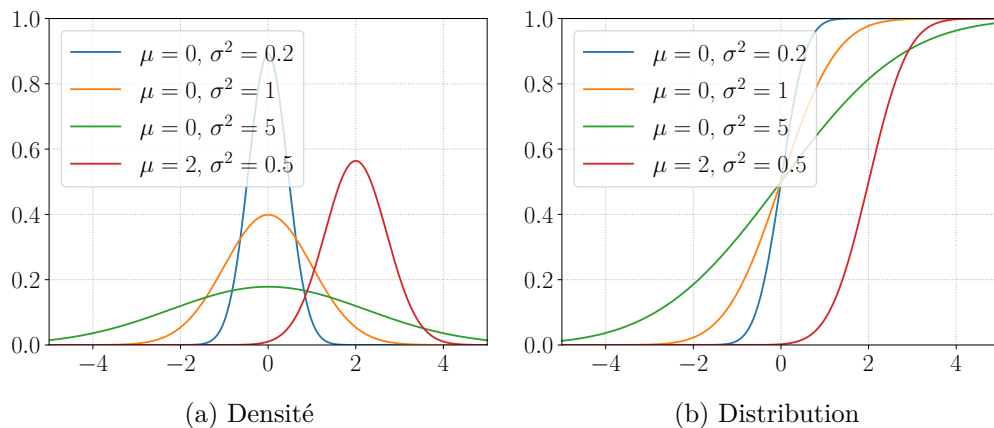 1.0
0.8
0.6
0.4
0.2
0.0
μ = 0, σ² = 0.2
μ = 0, σ² = 1
μ = 0, σ² = 5
μ = 2, σ² = 0.5
−4 −2 0 2 4
(a) Densité
1.0
0.8
0.6
0.4
0.2
0.0
μ = 0, σ² = 0.2
μ = 0, σ² = 1
μ = 0, σ² = 5
μ = 2, σ² = 0.5
−4 −2 0 2 4
(b) Distribution